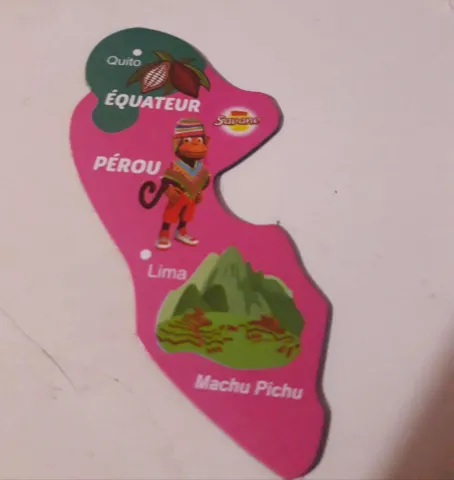 Quito
ÉQUATEUR
Savane
PÉROU
Lima
Machu Pichu